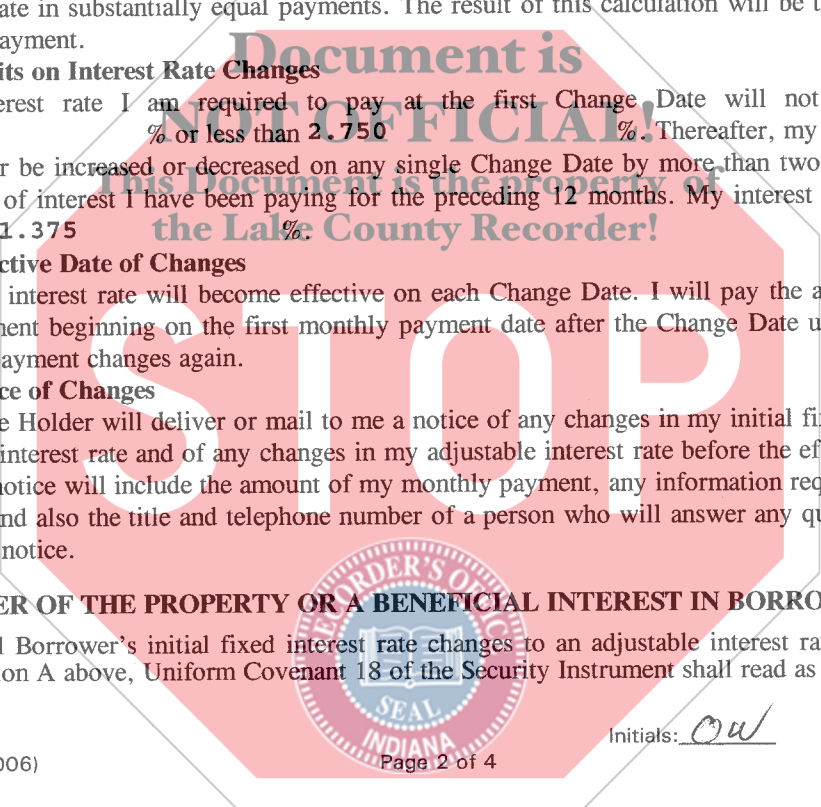 ate in substantially equal payments. The result of this calculation will be t
ayment.
its on Interest Rate Changes
erest rate I am required to pay at the first Change Date will not
% or less than 2.750 %. Thereafter, my
r be increased or decreased on any single Change Date by more than two
of interest I have been paying for the preceding 12 months. My interest
1.375 %.
ctive Date of Changes
interest rate will become effective on each Change Date. I will pay the a
ment beginning on the first monthly payment date after the Change Date u
ayment changes again.
ce of Changes
e Holder will deliver or mail to me a notice of any changes in my initial fi
interest rate and of any changes in my adjustable interest rate before the ef
notice will include the amount of my monthly payment, any information req
nd also the title and telephone number of a person who will answer any qu
notice.
ER OF THE PROPERTY OR A BENEFICIAL INTEREST IN BORRO
l Borrower's initial fixed interest rate changes to an adjustable interest ra
on A above, Uniform Covenant 18 of the Security Instrument shall read as
Initials: OW
006)
Page 2 of 4
Document is
NOT OFFICIAL!
This Document is the property of
the Lake County Recorder!
STOP
RECORDER'S OFFICE
SEAL
INDIANA